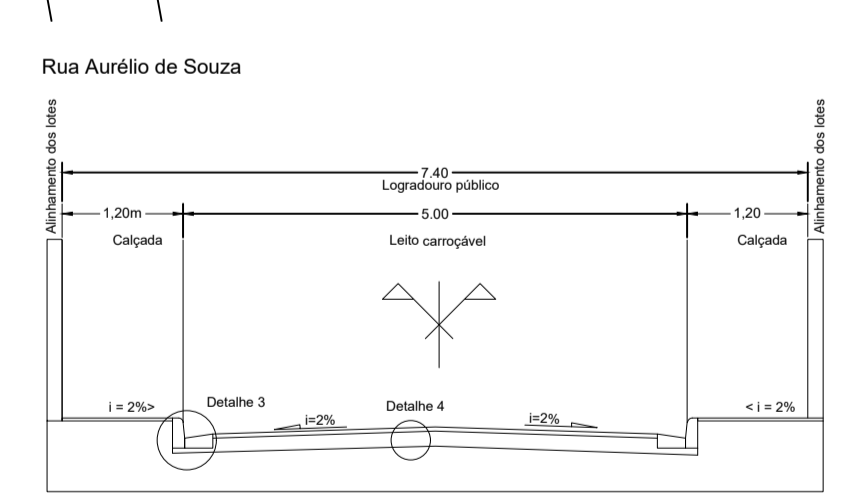 Rua Aurélio de Souza
Alinhamento dos lotes
Alinhamento dos lotes
7.40
Logradouro público
1,20m
5.00
1,20
Calçada
Leito carroçável
Calçada
i = 2%>
Detalhe 3
i=2%
Detalhe 4
i=2%
< i = 2%